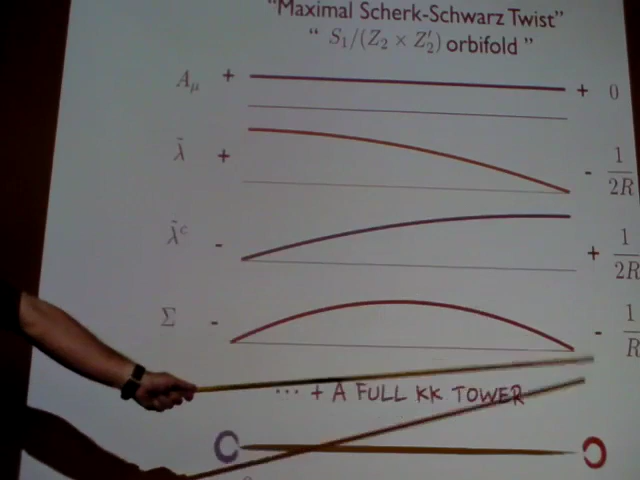 "Maximal Scherk-Schwarz Twist"
" S₁/(Z₂ × Z₂′) orbifold "
A_μ + + 0
λ̃ + - 1/2R
λ̃ᶜ - + 1/2R
Σ - - 1/R
... + A FULL KK TOWER